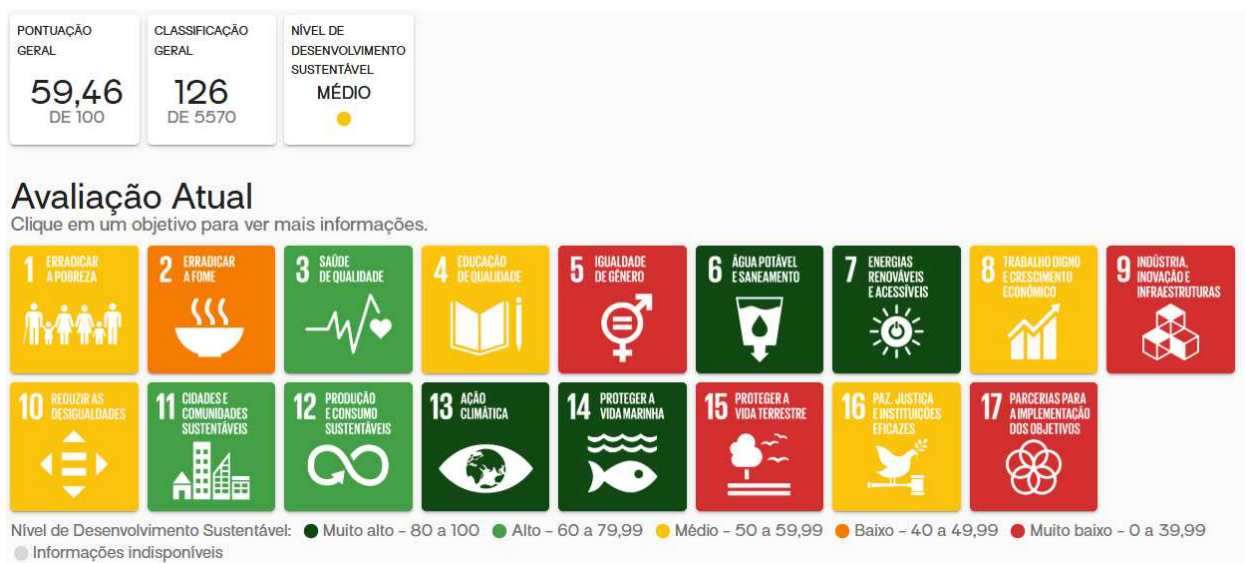 PONTUAÇÃO
GERAL
59,46
DE 100
CLASSIFICAÇÃO
GERAL
126
DE 5570
NÍVEL DE
DESENVOLVIMENTO
SUSTENTÁVEL
MÉDIO
Avaliação Atual
Clique em um objetivo para ver mais informações.
1 ERRADICAR
A POBREZA
2 ERRADICAR
A FOME
3 SAÚDE
DE QUALIDADE
4 EDUCAÇÃO
DE QUALIDADE
5 IGUALDADE
DE GÉNERO
6 ÁGUA POTÁVEL
E SANEAMENTO
7 ENERGIAS
RENOVÁVEIS
E ACESSÍVEIS
8 TRABALHO DIGNO
E CRESCIMENTO
ECONÓMICO
9 INDÚSTRIA,
INOVAÇÃO E
INFRAESTRUTURAS
10 REDUZIR AS
DESIGUALDADES
11 CIDADES E
COMUNIDADES
SUSTENTÁVEIS
12 PRODUÇÃO
E CONSUMO
SUSTENTÁVEIS
13 AÇÃO
CLIMÁTICA
14 PROTEGER A
VIDA MARINHA
15 PROTEGER A
VIDA TERRESTRE
16 PAZ, JUSTIÇA
E INSTITUIÇÕES
EFICAZES
17 PARCERIAS PARA
A IMPLEMENTAÇÃO
DOS OBJETIVOS
Nível de Desenvolvimento Sustentável: Muito alto – 80 a 100 Alto – 60 a 79,99 Médio – 50 a 59,99 Baixo – 40 a 49,99 Muito baixo – 0 a 39,99
Informações indisponíveis